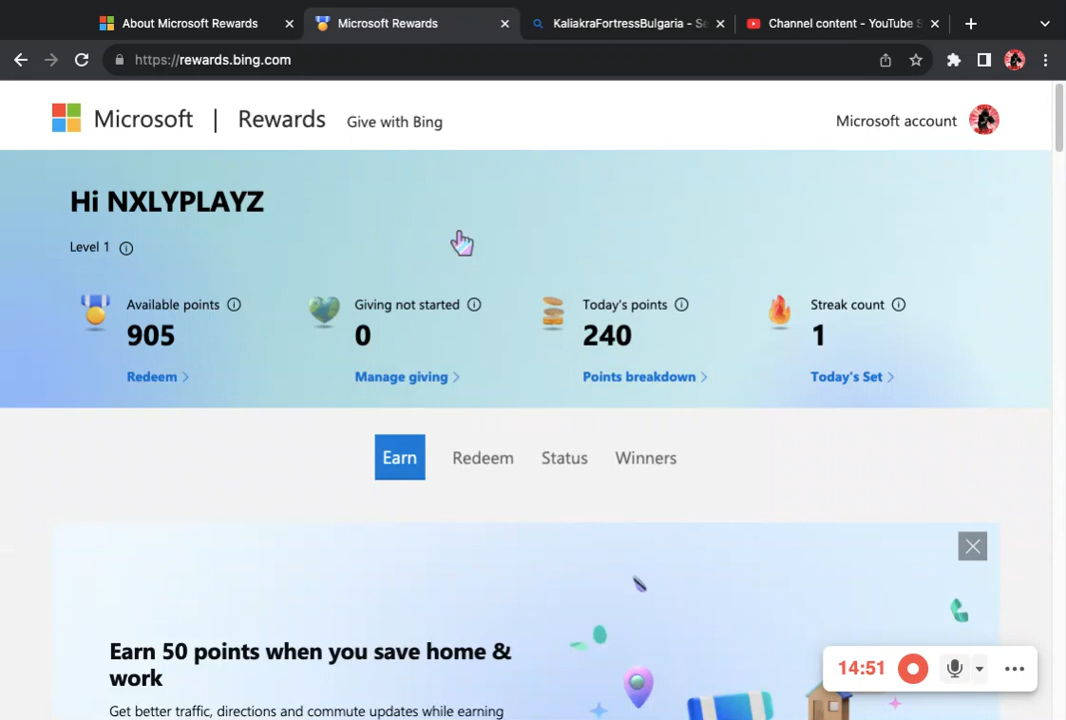 About Microsoft Rewards
Microsoft Rewards
KaliakraFortressBulgaria - Se
Channel content - YouTube S
https://rewards.bing.com
Microsoft | Rewards Give with Bing
Microsoft account
Hi NXLYPLAYZ
Level 1
Available points
905
Redeem >
Giving not started
0
Manage giving >
Today's points
240
Points breakdown >
Streak count
1
Today's Set >
Earn Redeem Status Winners
Earn 50 points when you save home &
work
Get better traffic, directions and commute updates while earning
14:51